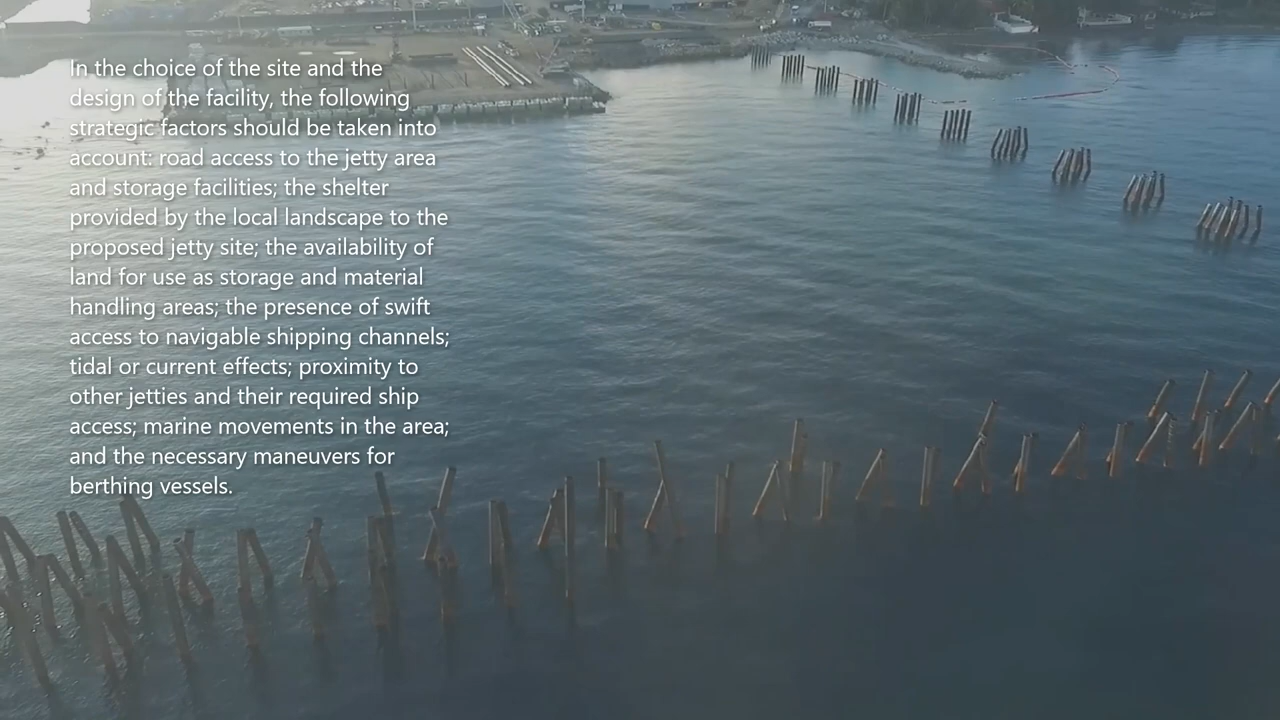 In the choice of the site and the
design of the facility, the following
strategic factors should be taken into
account: road access to the jetty area
and storage facilities; the shelter
provided by the local landscape to the
proposed jetty site; the availability of
land for use as storage and material
handling areas; the presence of swift
access to navigable shipping channels;
tidal or current effects; proximity to
other jetties and their required ship
access; marine movements in the area;
and the necessary maneuvers for
berthing vessels.